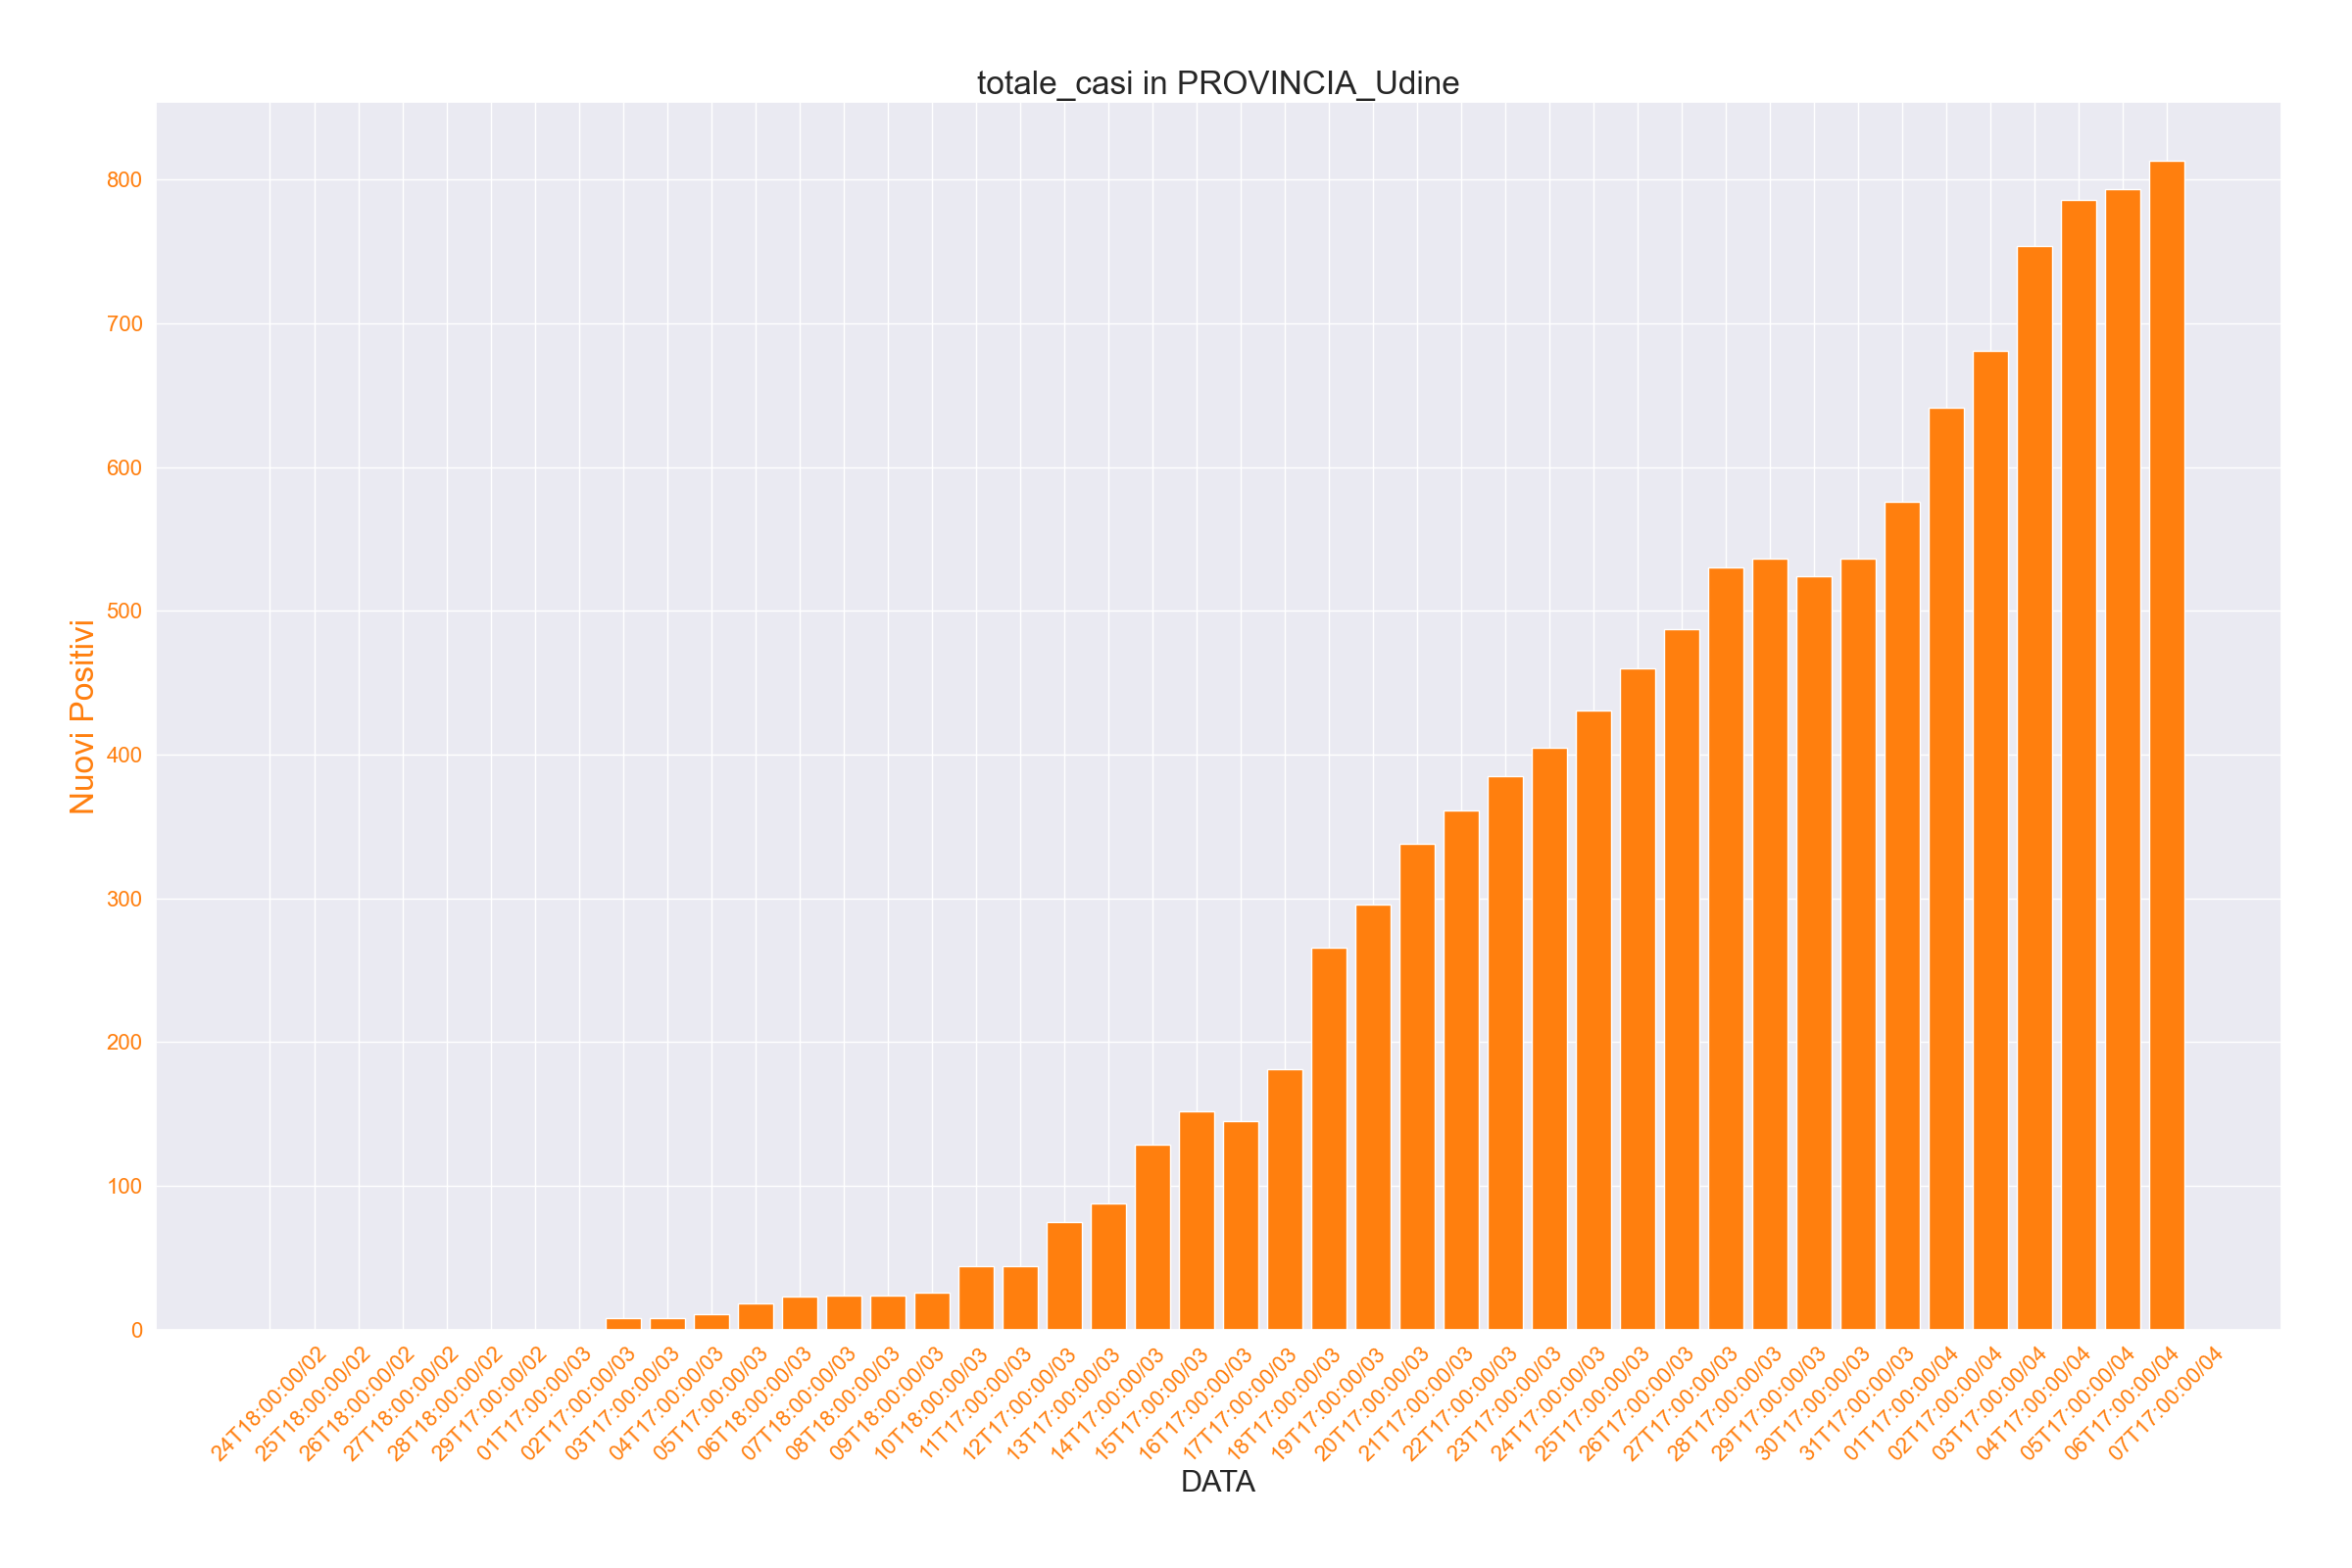 totale_casi in PROVINCIA_Udine
Nuovi Positivi
800
700
600
500
400
300
200
100
0
24T18:00:00/02
25T18:00:00/02
26T18:00:00/02
27T18:00:00/02
28T18:00:00/02
29T17:00:00/02
01T17:00:00/03
02T17:00:00/03
03T17:00:00/03
04T17:00:00/03
05T17:00:00/03
06T18:00:00/03
07T18:00:00/03
08T18:00:00/03
09T18:00:00/03
10T18:00:00/03
11T17:00:00/03
12T17:00:00/03
13T17:00:00/03
14T17:00:00/03
15T17:00:00/03
16T17:00:00/03
17T17:00:00/03
18T17:00:00/03
19T17:00:00/03
20T17:00:00/03
21T17:00:00/03
22T17:00:00/03
23T17:00:00/03
24T17:00:00/03
25T17:00:00/03
26T17:00:00/03
27T17:00:00/03
28T17:00:00/03
29T17:00:00/03
30T17:00:00/03
31T17:00:00/03
01T17:00:00/04
02T17:00:00/04
03T17:00:00/04
04T17:00:00/04
05T17:00:00/04
06T17:00:00/04
07T17:00:00/04
DATA